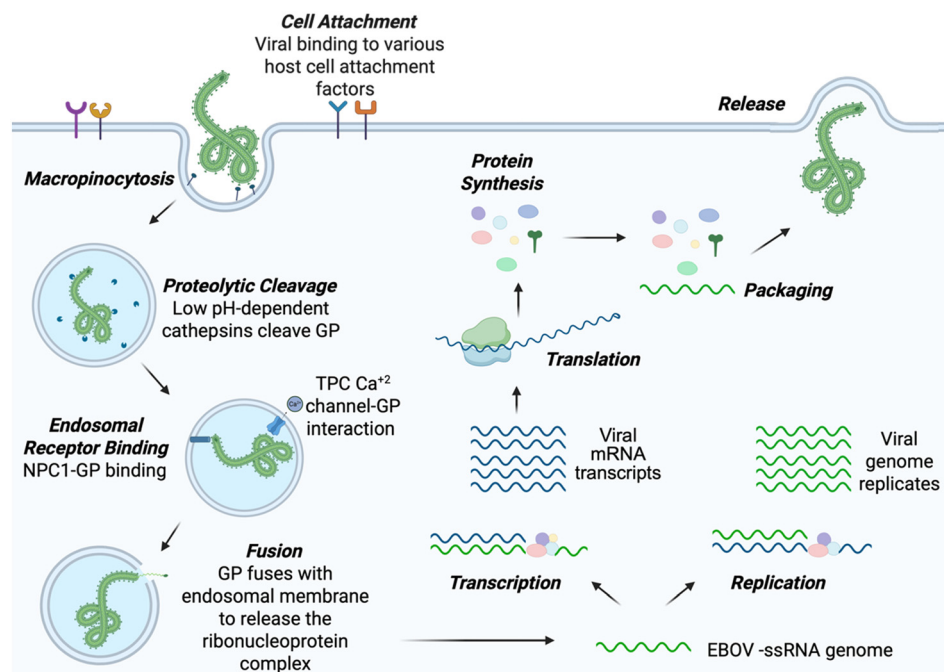 Cell Attachment
Viral binding to various
host cell attachment
factors
Macropinocytosis
Proteolytic Cleavage
Low pH-dependent
cathepsins cleave GP
TPC Ca⁺²
channel-GP
interaction
Ca²⁺
Endosomal
Receptor Binding
NPC1-GP binding
Fusion
GP fuses with
endosomal membrane
to release the
ribonucleoprotein
complex
EBOV -ssRNA genome
Transcription
Replication
Viral
mRNA
transcripts
Viral
genome
replicates
Translation
Protein
Synthesis
Packaging
Release